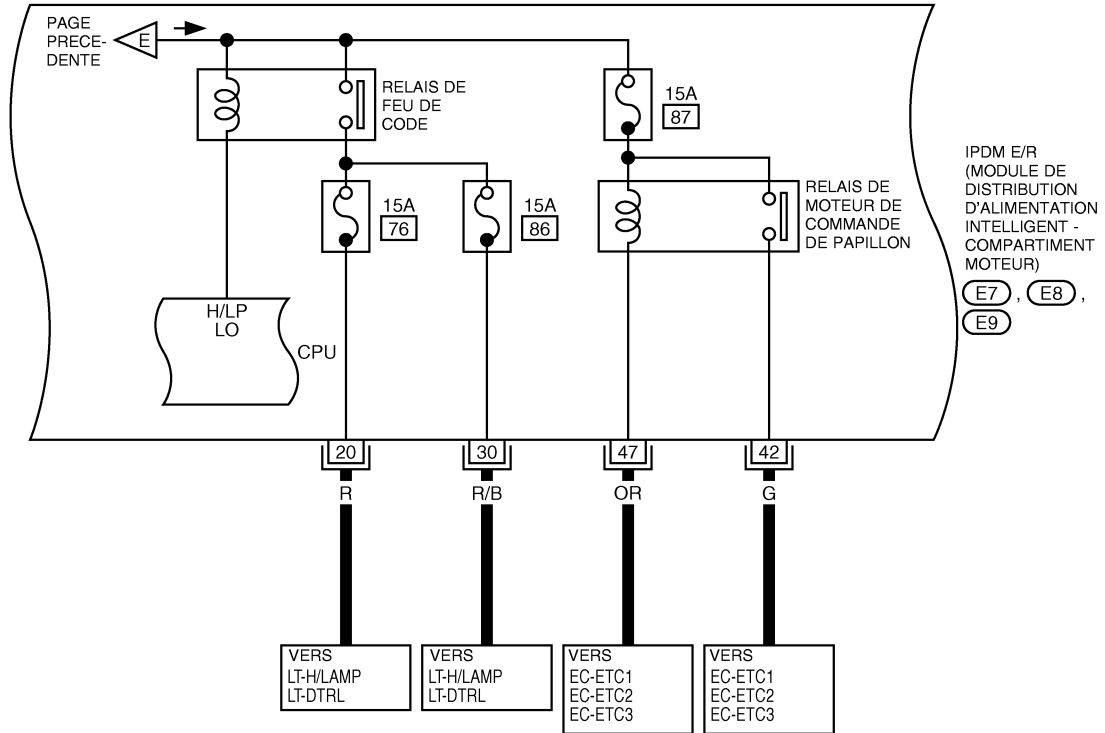 PAGE
PRECE-
DENTE
E
RELAIS DE
FEU DE
CODE
15A
87
15A
76
15A
86
RELAIS DE
MOTEUR DE
COMMANDE
DE PAPILLON
IPDM E/R
(MODULE DE
DISTRIBUTION
D'ALIMENTATION
INTELLIGENT -
COMPARTIMENT
MOTEUR)
E7 , E8 ,
E9
H/LP
LO
CPU
20
30
47
42
R
R/B
OR
G
VERS
LT-H/LAMP
LT-DTRL
VERS
LT-H/LAMP
LT-DTRL
VERS
EC-ETC1
EC-ETC2
EC-ETC3
VERS
EC-ETC1
EC-ETC2
EC-ETC3